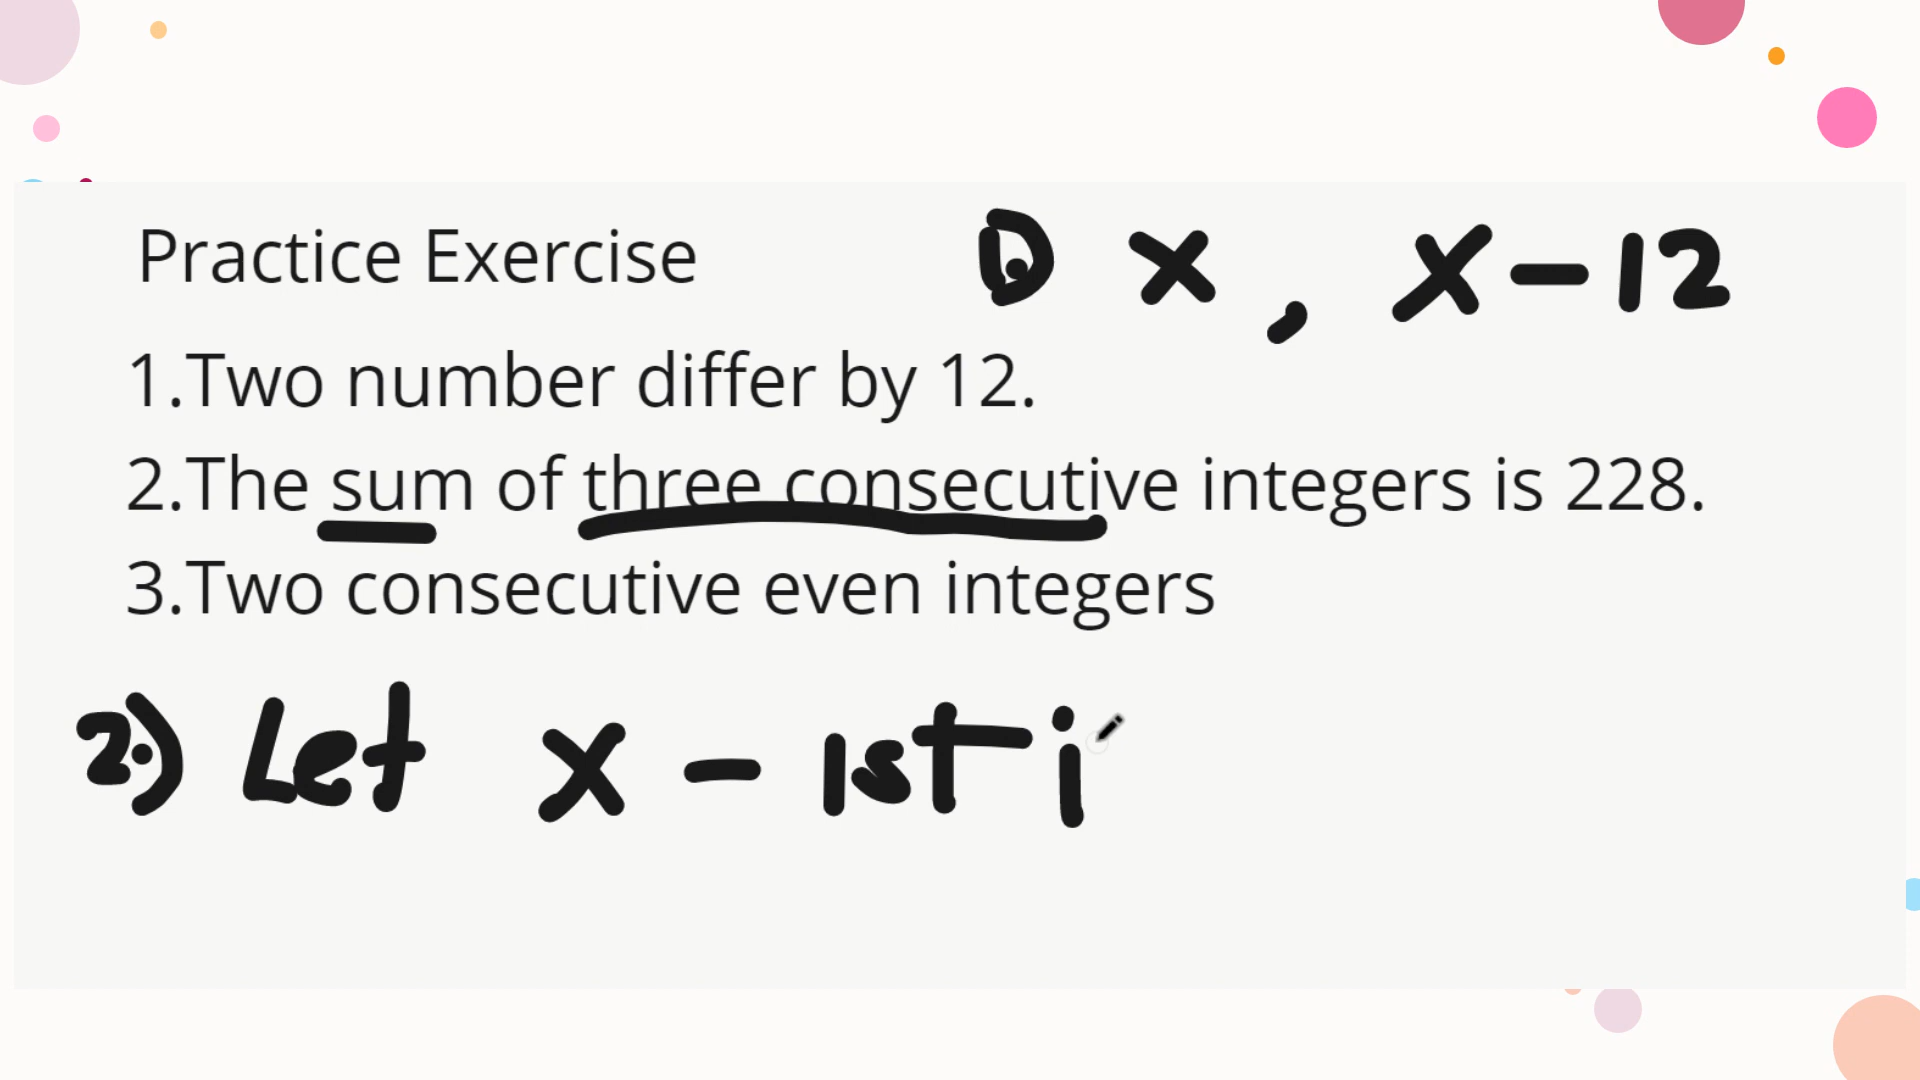 Practice Exercise
1) x , x - 12
1.Two number differ by 12.
2.The sum of three consecutive integers is 228.
3.Two consecutive even integers
2.) Let x - 1st i